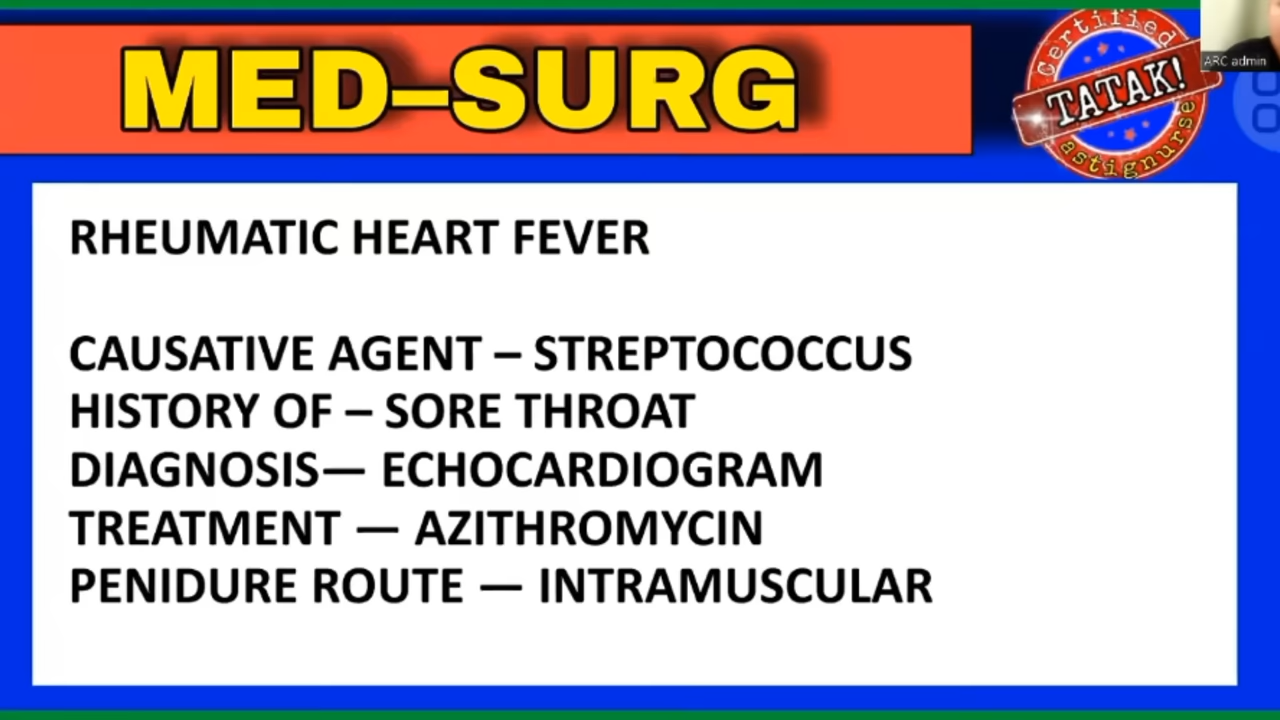 MED–SURG
Certified
TATAK!
astignurse
ARC admin
RHEUMATIC HEART FEVER
CAUSATIVE AGENT – STREPTOCOCCUS
HISTORY OF – SORE THROAT
DIAGNOSIS— ECHOCARDIOGRAM
TREATMENT — AZITHROMYCIN
PENIDURE ROUTE — INTRAMUSCULAR